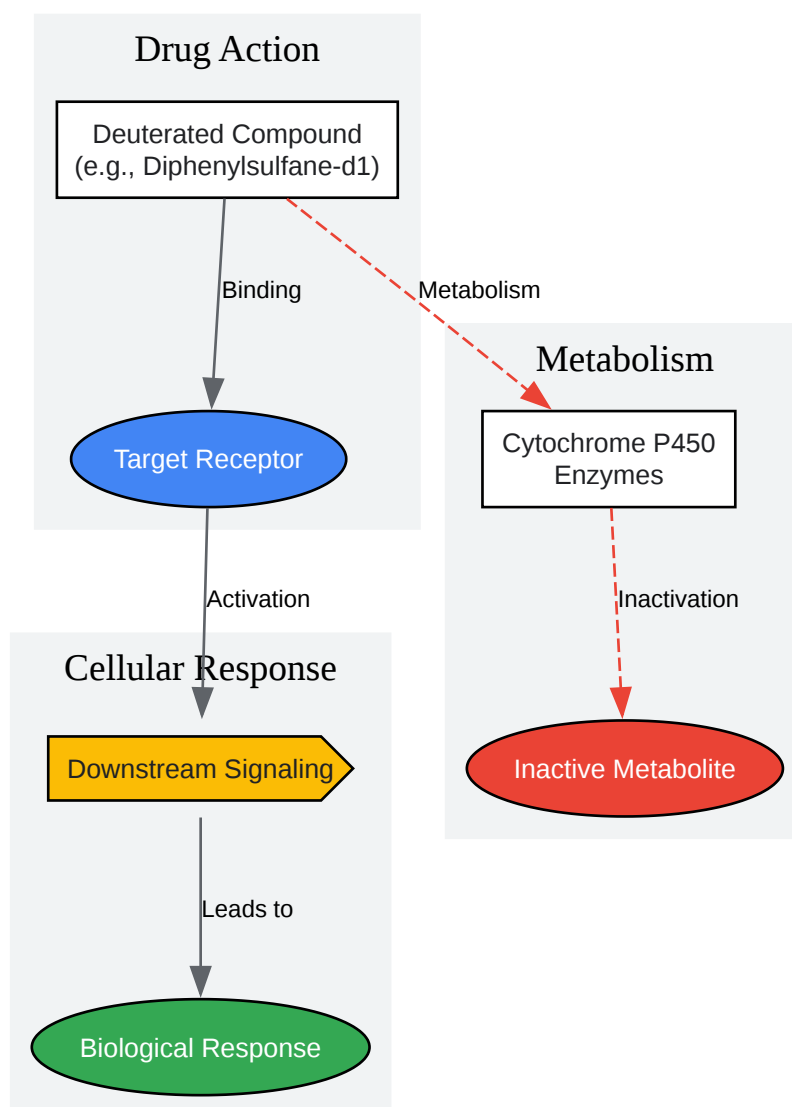 Drug Action
Deuterated Compound
(e.g., Diphenylsulfane-d1)
Binding
Metabolism
Metabolism
Target Receptor
Cytochrome P450
Enzymes
Activation
Inactivation
Cellular Response
Downstream Signaling
Inactive Metabolite
Leads to
Biological Response